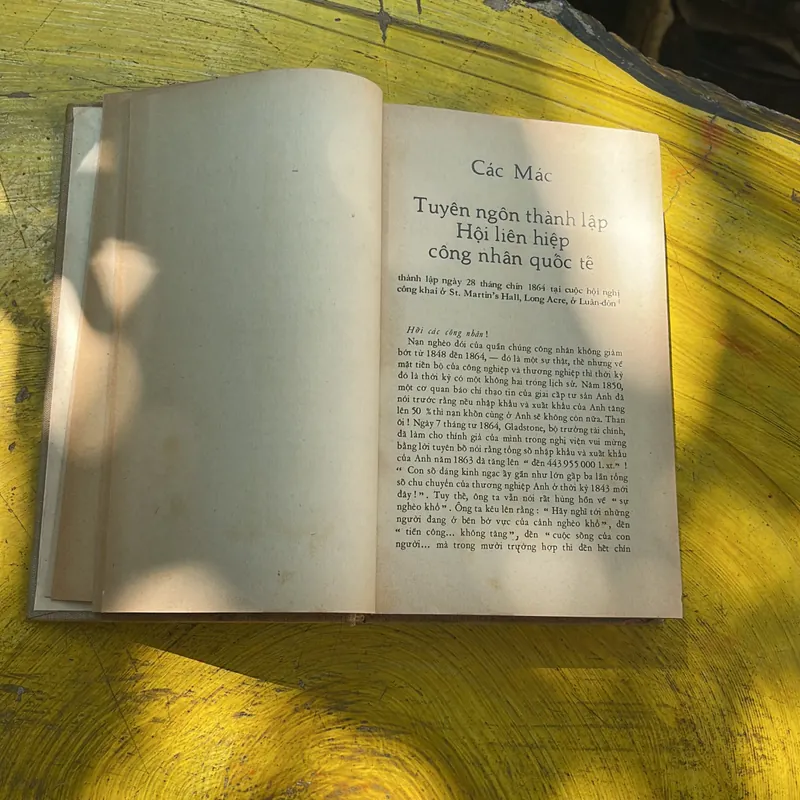 Các Mác
Tuyên ngôn thành lập
Hội liên hiệp
công nhân quốc tế
thành lập ngày 28 tháng chín 1864 tại cuộc hội nghị
công khai ở St. Martin's Hall, Long Acre, ở Luân-đôn¹
Hỡi các công nhân!
Nạn nghèo đói của quần chúng công nhân không giảm
bớt từ 1848 đến 1864, — đó là một sự thật, thế nhưng về
mặt tiến bộ của công nghiệp và thương nghiệp thì thời kỳ
đó là thời kỳ có một không hai trong lịch sử. Năm 1850,
một cơ quan báo chí thạo tin của giai cấp tư sản Anh đã
nói trước rằng nếu nhập khẩu và xuất khẩu của Anh tăng
lên 50 % thì nạn khốn cùng ở Anh sẽ không còn nữa. Than
ôi! Ngày 7 tháng tư 1864, Gladstone, bộ trưởng tài chính,
đã làm cho thính giả của mình trong nghị viện vui mừng
bằng lời tuyên bố nói rằng tổng số nhập khẩu và xuất khẩu
của Anh năm 1863 đã tăng lên “ đến 443 955 000 l. xt.” !
“ Con số đáng kinh ngạc ấy gần như lớn gấp ba lần tổng
số chu chuyển của thương nghiệp Anh ở thời kỳ 1843 mới
đây!”. Tuy thế, ông ta vẫn nói rất hùng hồn về “ sự
nghèo khổ”. Ông ta kêu lên rằng : “ Hãy nghĩ tới những
người đang ở bên bờ vực của cảnh nghèo khổ”, đến
“ tiền công... không tăng”, đến “ cuộc sống của con
người... mà trong mười trường hợp thì đến hết chín